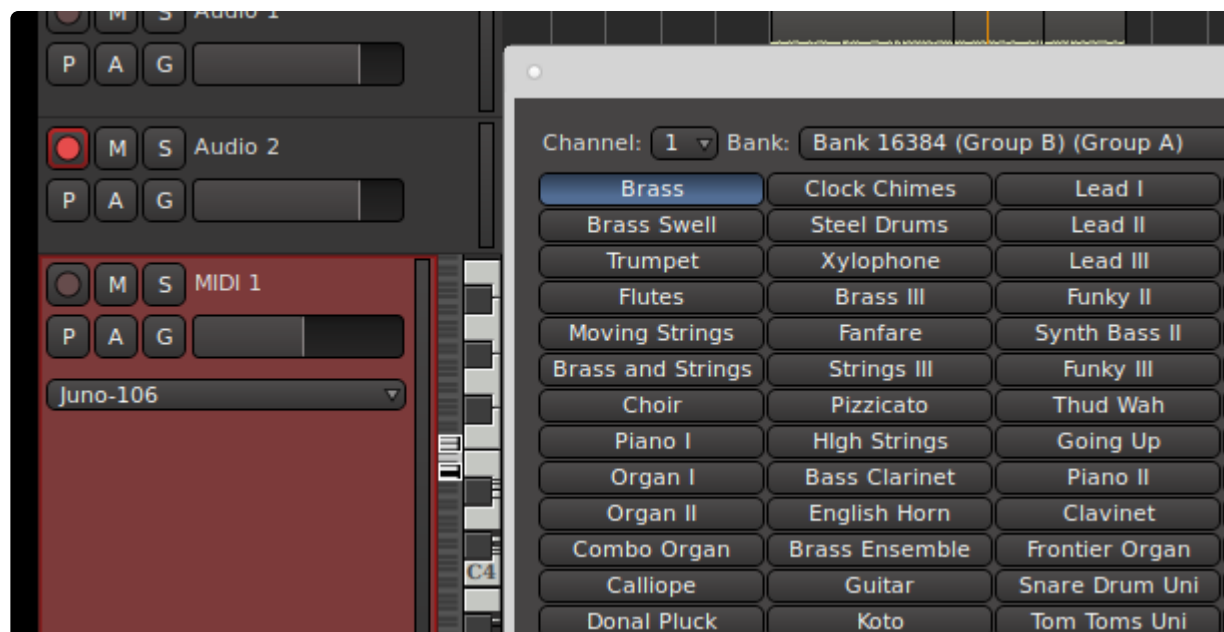 M S Audio 1
P A G
M S Audio 2
P A G
M S MIDI 1
P A G
Juno-106
C4
Channel: 1 Bank: Bank 16384 (Group B) (Group A)
Brass Clock Chimes Lead I
Brass Swell Steel Drums Lead II
Trumpet Xylophone Lead III
Flutes Brass III Funky II
Moving Strings Fanfare Synth Bass II
Brass and Strings Strings III Funky III
Choir Pizzicato Thud Wah
Piano I HIgh Strings Going Up
Organ I Bass Clarinet Piano II
Organ II English Horn Clavinet
Combo Organ Brass Ensemble Frontier Organ
Calliope Guitar Snare Drum Uni
Donal Pluck Koto Tom Toms Uni